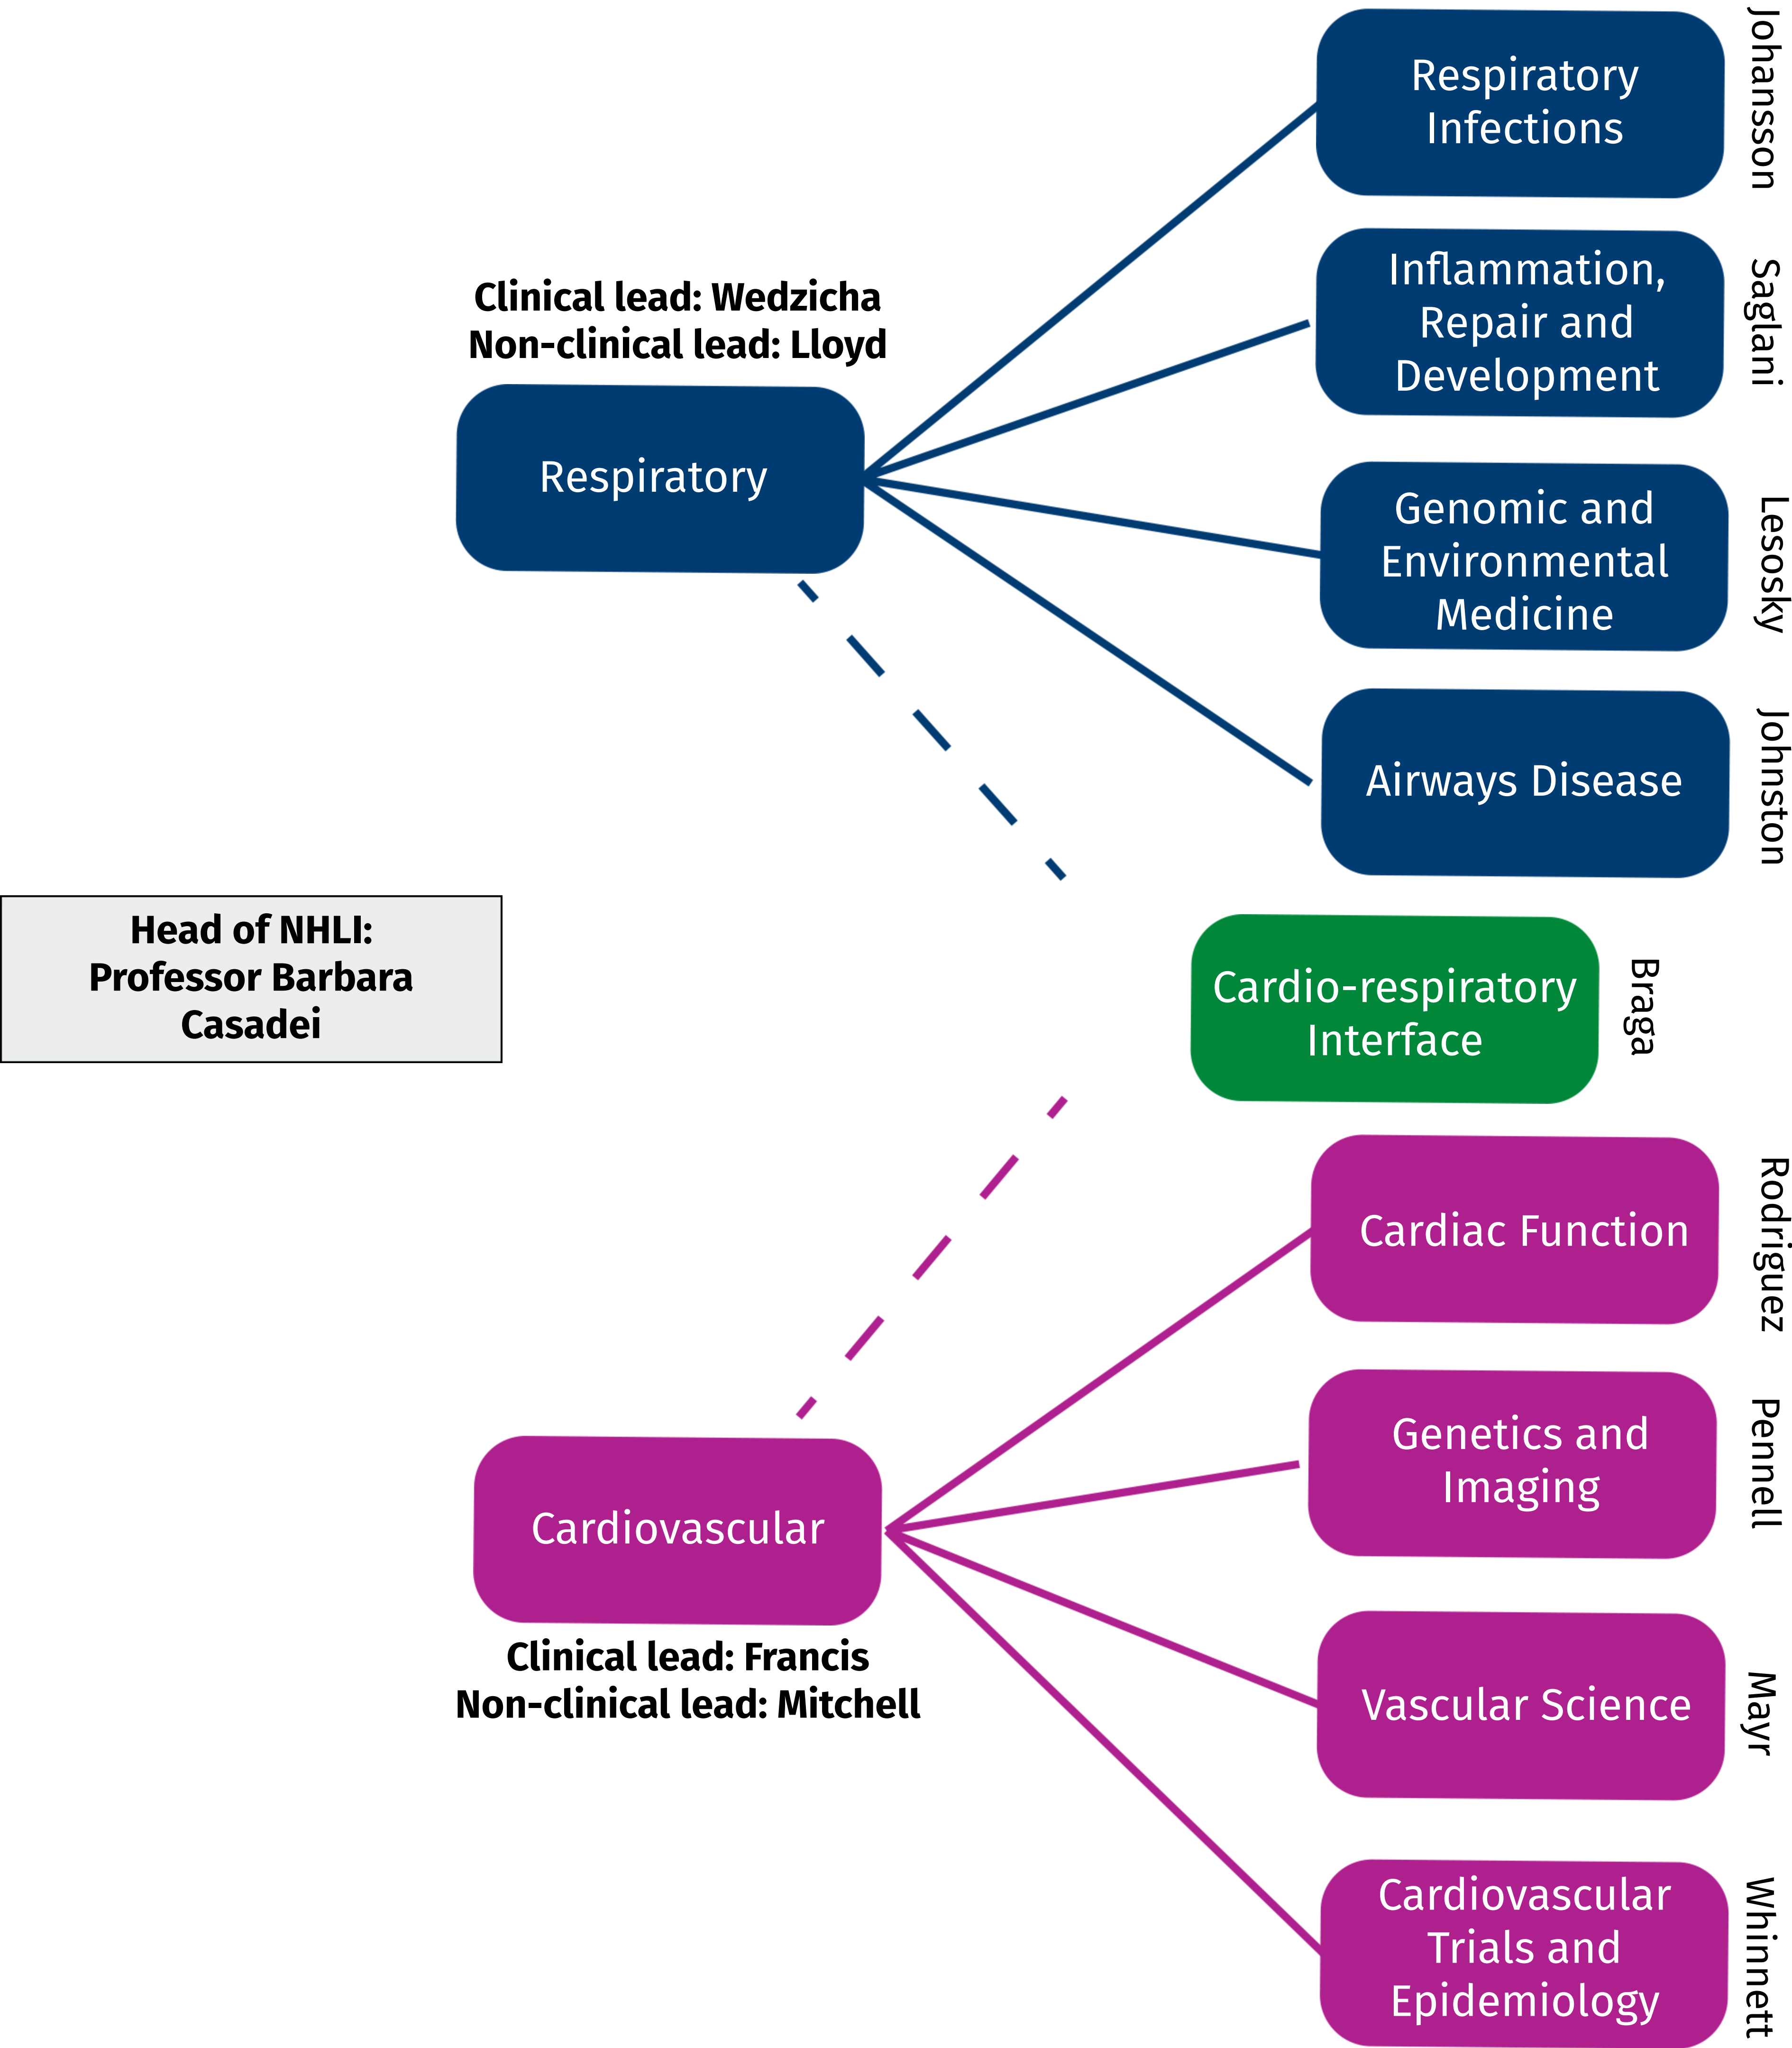 Respiratory
Infections
Johansson
Inflammation,
Repair and
Development
Saglani
Clinical lead: Wedzicha
Non-clinical lead: Lloyd
Respiratory
Genomic and
Environmental
Medicine
Lesosky
Airways Disease
Johnston
Head of NHLI:
Professor Barbara
Casadei
Cardio-respiratory
Interface
Braga
Cardiac Function
Rodriguez
Genetics and
Imaging
Pennell
Cardiovascular
Clinical lead: Francis
Non-clinical lead: Mitchell
Vascular Science
Mayr
Cardiovascular
Trials and
Epidemiology
Whinnett